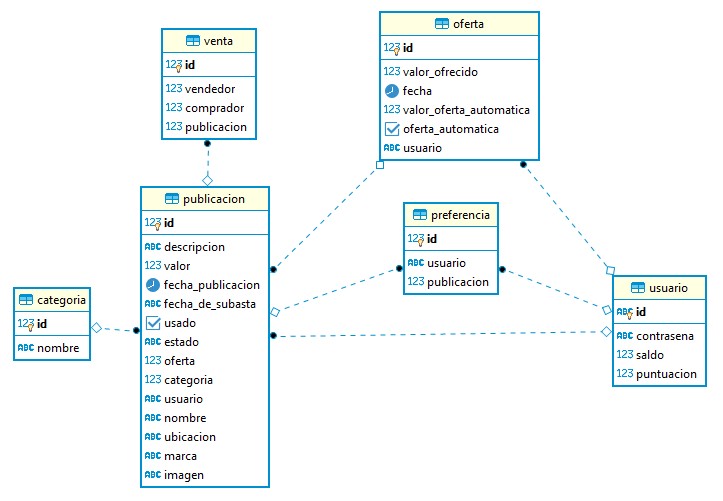 venta
123 id
123 vendedor
123 comprador
123 publicacion
oferta
123 id
123 valor_ofrecido
fecha
123 valor_oferta_automatica
oferta_automatica
ABC usuario
publicacion
123 id
ABC descripcion
123 valor
fecha_publicacion
ABC fecha_de_subasta
usado
ABC estado
123 oferta
123 categoria
ABC usuario
ABC nombre
ABC ubicacion
ABC marca
ABC imagen
preferencia
123 id
ABC usuario
123 publicacion
categoria
123 id
ABC nombre
usuario
ABC id
ABC contrasena
123 saldo
123 puntuacion